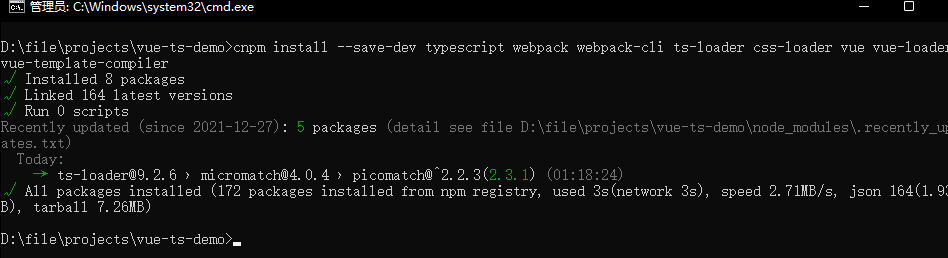 管理员: C:\Windows\system32\cmd.exe
D:\file\projects\vue-ts-demo>cnpm install --save-dev typescript webpack webpack-cli ts-loader css-loader vue vue-loader
vue-template-compiler
√ Installed 8 packages
√ Linked 164 latest versions
√ Run 0 scripts
Recently updated (since 2021-12-27): 5 packages (detail see file D:\file\projects\vue-ts-demo\node_modules\.recently_up
ates.txt)
Today:
→ ts-loader@9.2.6 › micromatch@4.0.4 › picomatch@^2.2.3(2.3.1) (01:18:24)
√ All packages installed (172 packages installed from npm registry, used 3s(network 3s), speed 2.71MB/s, json 164(1.93
B), tarball 7.26MB)
D:\file\projects\vue-ts-demo>